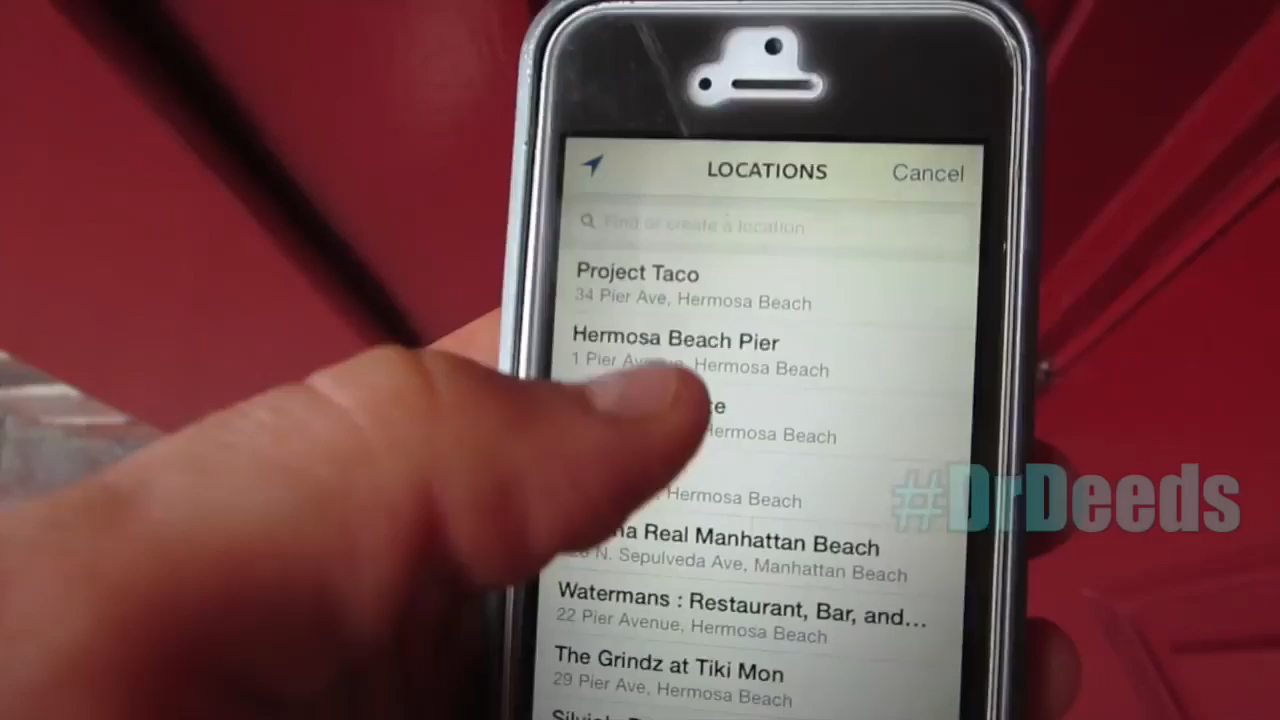 LOCATIONS
Cancel
Find or create a location
Project Taco
34 Pier Ave, Hermosa Beach
Hermosa Beach Pier
1 Pier Avenue, Hermosa Beach
Hermosa Beach
Hermosa Beach
#DrDeeds
Real Manhattan Beach
N. Sepulveda Ave, Manhattan Beach
Watermans : Restaurant, Bar, and...
22 Pier Avenue, Hermosa Beach
The Grindz at Tiki Mon
29 Pier Ave, Hermosa Beach